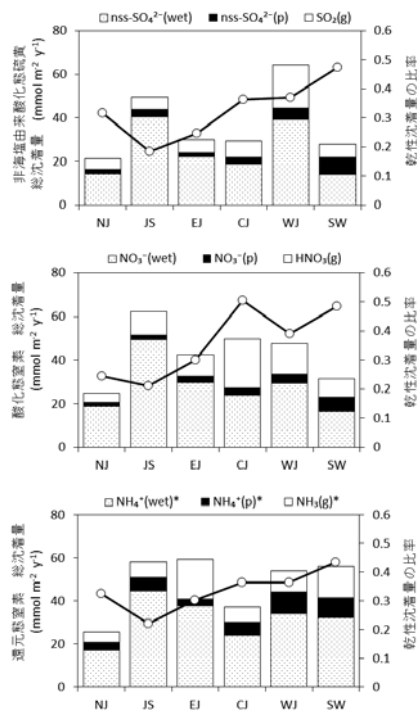 nss-SO₄²⁻(wet) nss-SO₄²⁻(p) SO₂(g)
非海塩由来酸化態硫黄
総沈着量
(mmol m⁻² y⁻¹)
80
60
40
20
0
0.6
0.5
0.4
0.3
0.2
0.1
0
乾性沈着量の比率
NJ JS EJ CJ WJ SW
NO₃⁻(wet) NO₃⁻(p) HNO₃(g)
酸化態窒素 総沈着量
(mmol m⁻² y⁻¹)
80
60
40
20
0
0.6
0.5
0.4
0.3
0.2
0.1
0
乾性沈着量の比率
NJ JS EJ CJ WJ SW
NH₄⁺(wet)* NH₄⁺(p)* NH₃(g)*
還元態窒素 総沈着量
(mmol m⁻² y⁻¹)
80
60
40
20
0
0.6
0.5
0.4
0.3
0.2
0.1
0
乾性沈着量の比率
NJ JS EJ CJ WJ SW